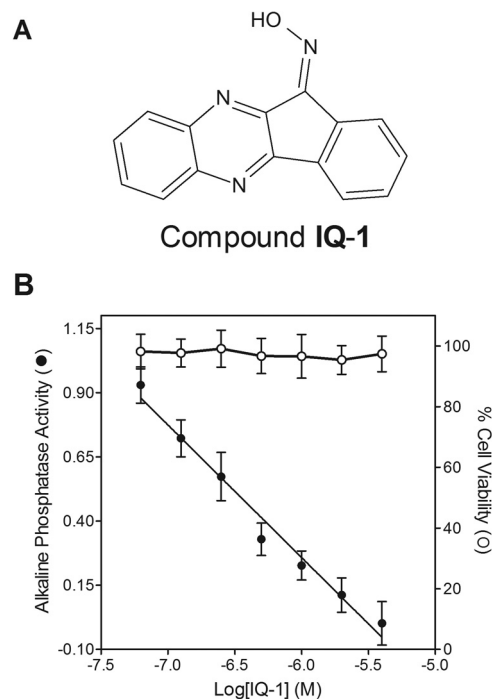 A
HO
N
N
N
Compound IQ-1
B
Alkaline Phosphatase Activity (●)
1.15
0.90
0.65
0.40
0.15
-0.10
100
80
60
40
20
0
% Cell Viability (O)
-7.5 -7.0 -6.5 -6.0 -5.5 -5.0
Log[IQ-1] (M)